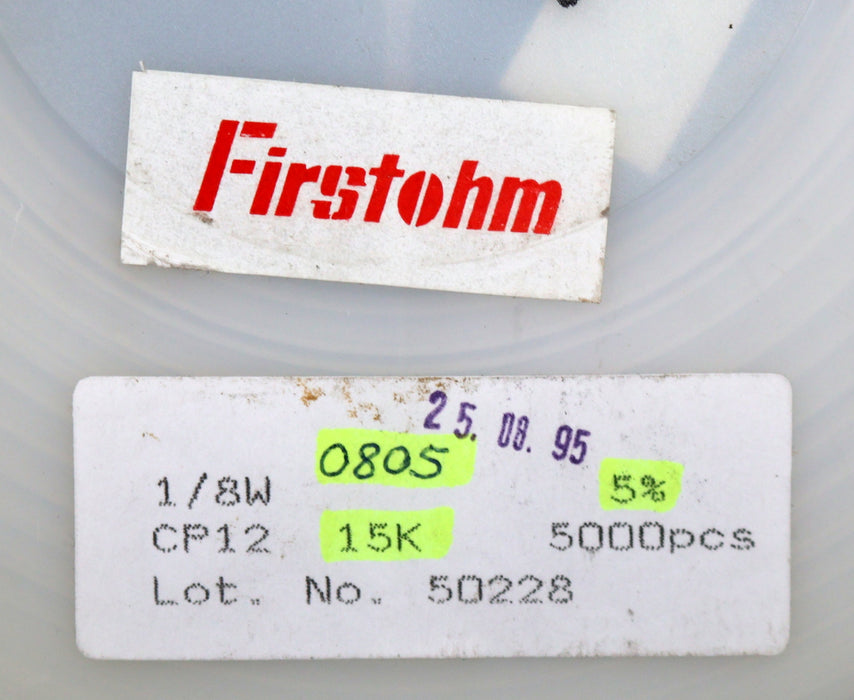 Firstohm
25.08.95
0805
1/8W 5%
CP12 15K 5000pcs
Lot. No. 50228